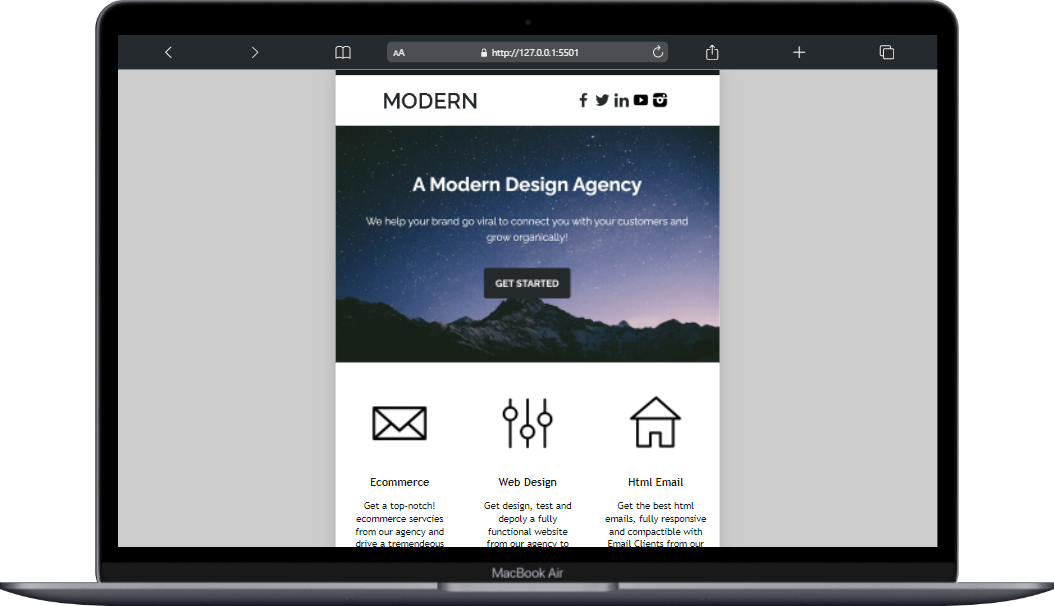 AA http://127.0.0.1:5501
MODERN
A Modern Design Agency
We help your brand go viral to connect you with your customers and
grow organically!
GET STARTED
Ecommerce
Get a top-notch!
ecommerce servcies
from our agency and
drive a tremendeous
Web Design
Get design, test and
depoly a fully
functional website
from our agency to
Html Email
Get the best html
emails, fully responsive
and compactible with
Email Clients from our
MacBook Air